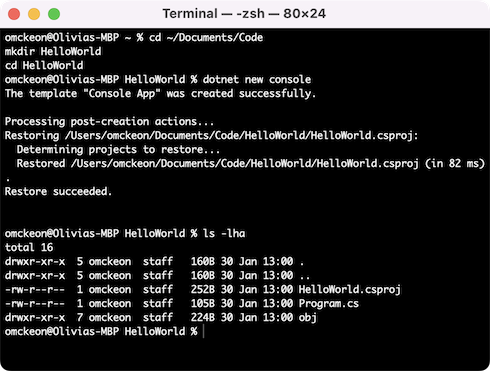 Terminal — -zsh — 80×24
omckeon@Olivias-MBP ~ % cd ~/Documents/Code
mkdir HelloWorld
cd HelloWorld
omckeon@Olivias-MBP HelloWorld % dotnet new console
The template "Console App" was created successfully.

Processing post-creation actions...
Restoring /Users/omckeon/Documents/Code/HelloWorld/HelloWorld.csproj:
  Determining projects to restore...
  Restored /Users/omckeon/Documents/Code/HelloWorld/HelloWorld.csproj (in 82 ms)
.
Restore succeeded.

omckeon@Olivias-MBP HelloWorld % ls -lha
total 16
drwxr-xr-x  5 omckeon  staff   160B 30 Jan 13:00 .
drwxr-xr-x  5 omckeon  staff   160B 30 Jan 13:00 ..
-rw-r--r--  1 omckeon  staff   252B 30 Jan 13:00 HelloWorld.csproj
-rw-r--r--  1 omckeon  staff   105B 30 Jan 13:00 Program.cs
drwxr-xr-x  7 omckeon  staff   224B 30 Jan 13:00 obj
omckeon@Olivias-MBP HelloWorld %